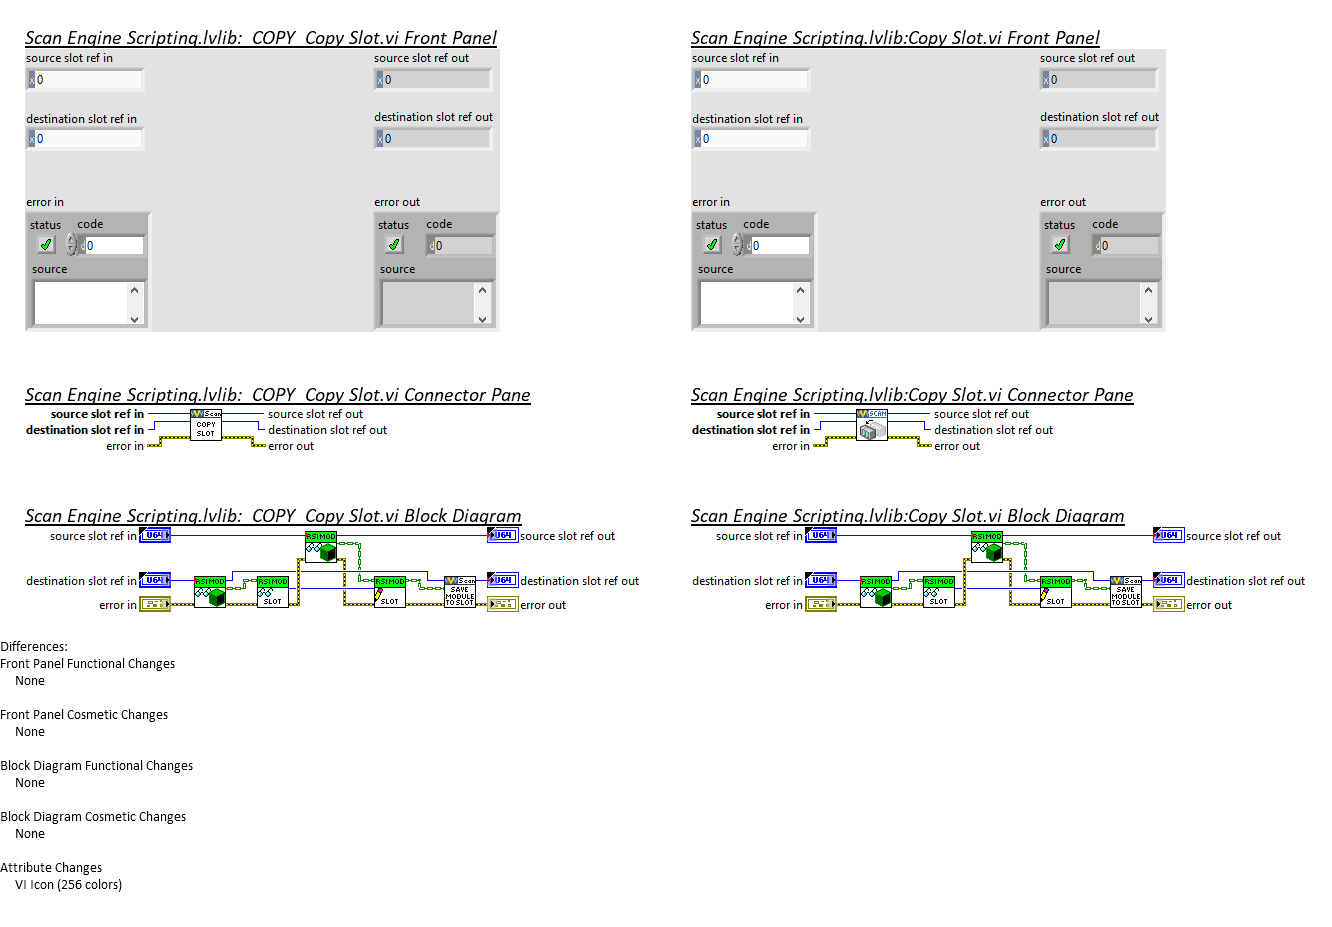 Scan Engine Scripting.lvlib:_COPY_Copy Slot.vi Front Panel
source slot ref in
source slot ref out
x 0
x 0
destination slot ref in
destination slot ref out
x 0
x 0
error in
error out
status code
status code
d 0
d 0
source
source
Scan Engine Scripting.lvlib:Copy Slot.vi Front Panel
source slot ref in
source slot ref out
x 0
x 0
destination slot ref in
destination slot ref out
x 0
x 0
error in
error out
status code
status code
d 0
d 0
source
source
Scan Engine Scripting.lvlib:_COPY_Copy Slot.vi Connector Pane
source slot ref in
V Scan
source slot ref out
destination slot ref in
COPY
SLOT
destination slot ref out
error in
error out
Scan Engine Scripting.lvlib:Copy Slot.vi Connector Pane
source slot ref in
V SCAN
source slot ref out
destination slot ref in
destination slot ref out
error in
error out
Scan Engine Scripting.lvlib:_COPY_Copy Slot.vi Block Diagram
source slot ref in
U64
RSIMOD
U64
source slot ref out
destination slot ref in
U64
RSIMOD
RSIMOD
SLOT
RSIMOD
SLOT
V Scan
SAVE
MODULE
TO SLOT
U64
destination slot ref out
error in
error out
Scan Engine Scripting.lvlib:Copy Slot.vi Block Diagram
source slot ref in
U64
RSIMOD
U64
source slot ref out
destination slot ref in
U64
RSIMOD
RSIMOD
SLOT
RSIMOD
SLOT
V Scan
SAVE
MODULE
TO SLOT
U64
destination slot ref out
error in
error out
Differences:
Front Panel Functional Changes
None
Front Panel Cosmetic Changes
None
Block Diagram Functional Changes
None
Block Diagram Cosmetic Changes
None
Attribute Changes
VI Icon (256 colors)